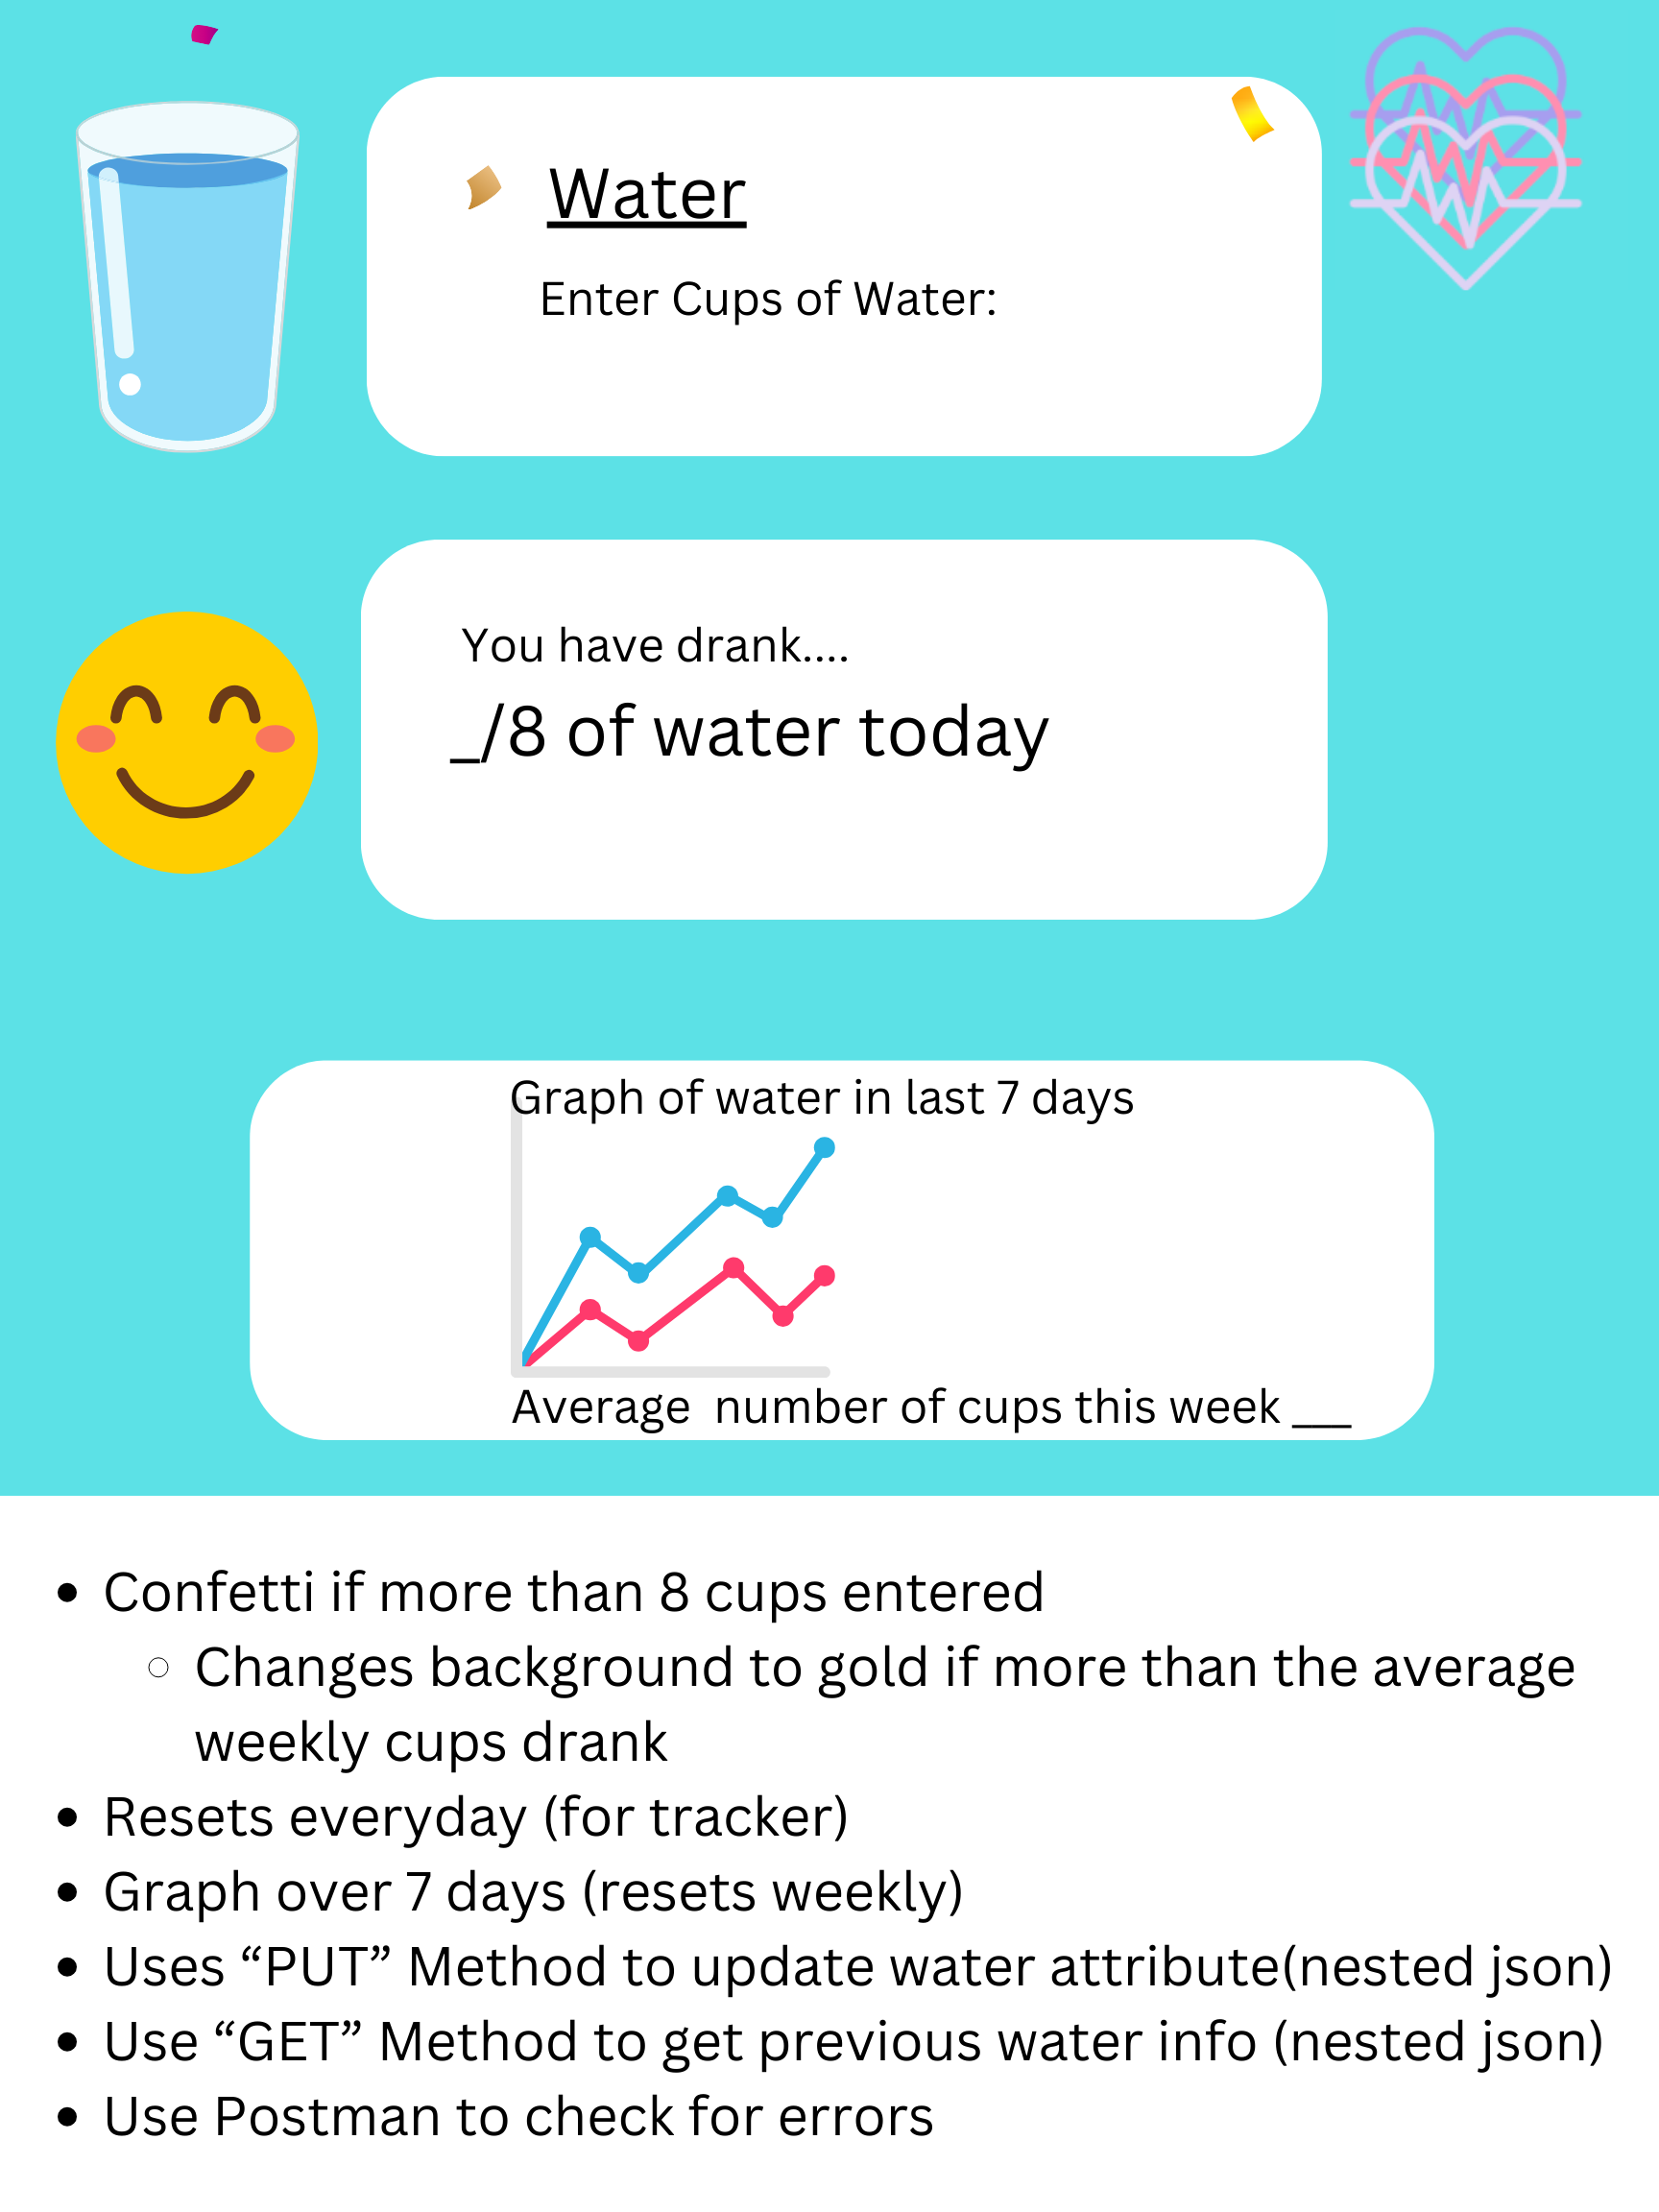 Water
Enter Cups of Water:
You have drank....
_/8 of water today
Graph of water in last 7 days
Average  number of cups this week ___
• Confetti if more than 8 cups entered
○ Changes background to gold if more than the average
weekly cups drank
• Resets everyday (for tracker)
• Graph over 7 days (resets weekly)
• Uses “PUT” Method to update water attribute(nested json)
• Use “GET” Method to get previous water info (nested json)
• Use Postman to check for errors